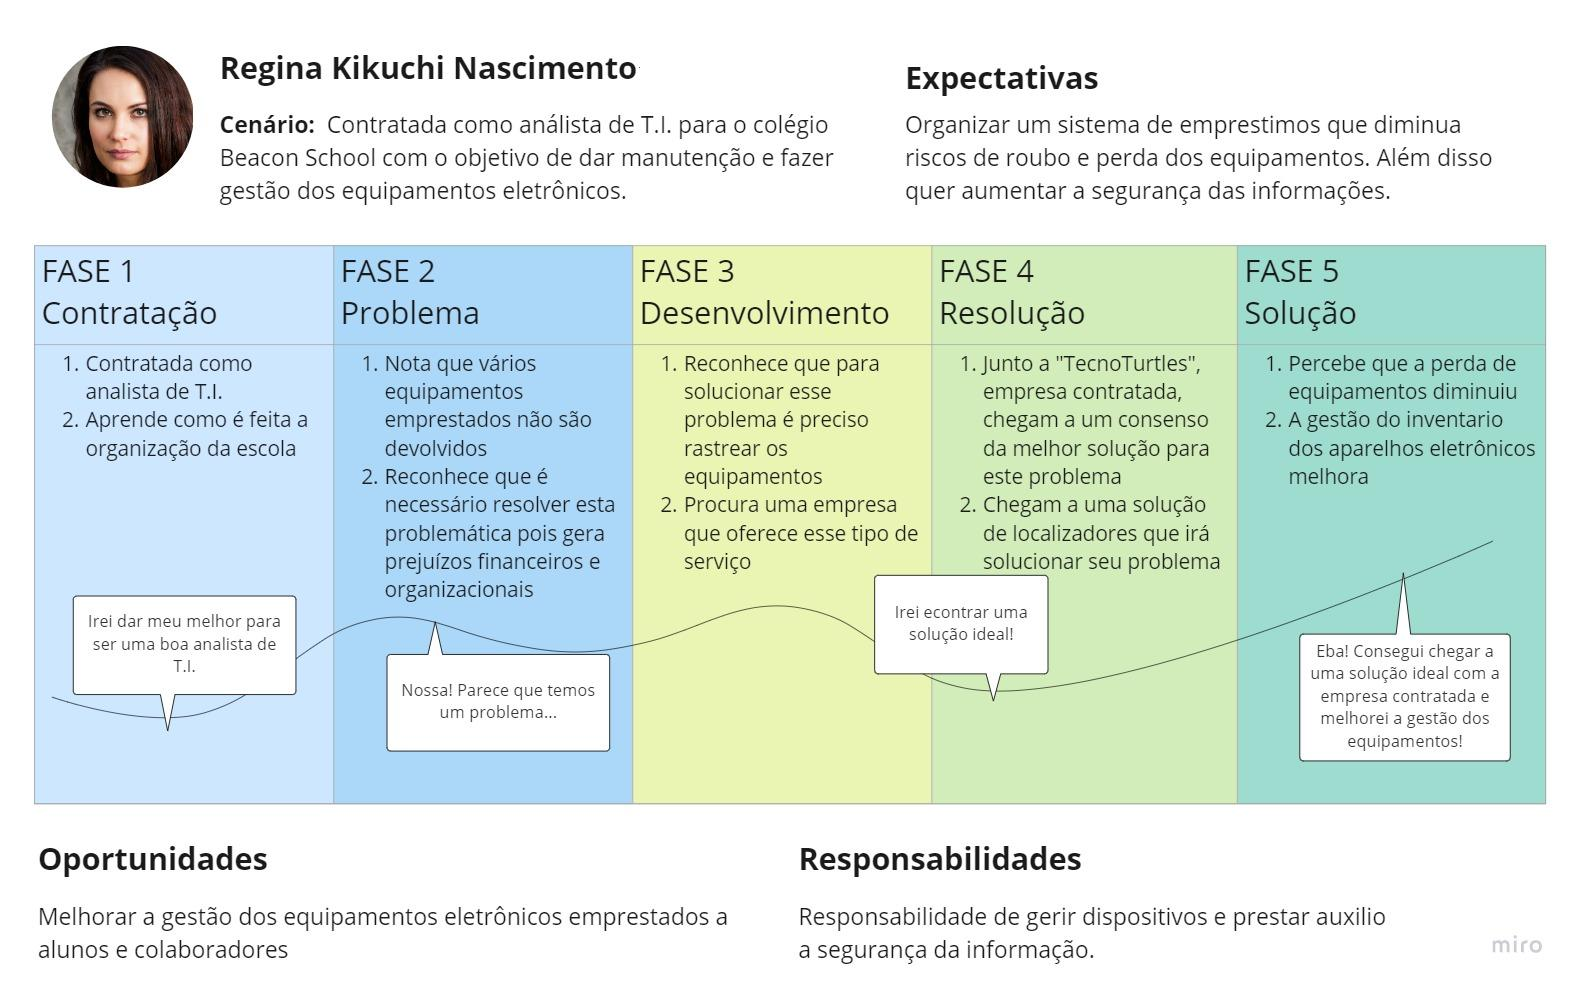 Regina Kikuchi Nascimento
Cenário: Contratada como análista de T.I. para o colégio
Beacon School com o objetivo de dar manutenção e fazer
gestão dos equipamentos eletrônicos.
Expectativas
Organizar um sistema de emprestimos que diminua
riscos de roubo e perda dos equipamentos. Além disso
quer aumentar a segurança das informações.
FASE 1
Contratação
1. Contratada como
analista de T.I.
2. Aprende como é feita a
organização da escola
Irei dar meu melhor para
ser uma boa analista de
T.I.
FASE 2
Problema
1. Nota que vários
equipamentos
emprestados não são
devolvidos
2. Reconhece que é
necessário resolver esta
problemática pois gera
prejuízos financeiros e
organizacionais
Nossa! Parece que temos
um problema...
FASE 3
Desenvolvimento
1. Reconhece que para
solucionar esse
problema é preciso
rastrear os
equipamentos
2. Procura uma empresa
que oferece esse tipo de
serviço
FASE 4
Resolução
1. Junto a "TecnoTurtles",
empresa contratada,
chegam a um consenso
da melhor solução para
este problema
2. Chegam a uma solução
de localizadores que irá
solucionar seu problema
Irei econtrar uma
solução ideal!
FASE 5
Solução
1. Percebe que a perda de
equipamentos diminuiu
2. A gestão do inventario
dos aparelhos eletrônicos
melhora
Eba! Consegui chegar a
uma solução ideal com a
empresa contratada e
melhorei a gestão dos
equipamentos!
Oportunidades
Melhorar a gestão dos equipamentos eletrônicos emprestados a
alunos e colaboradores
Responsabilidades
Responsabilidade de gerir dispositivos e prestar auxilio
a segurança da informação.
miro